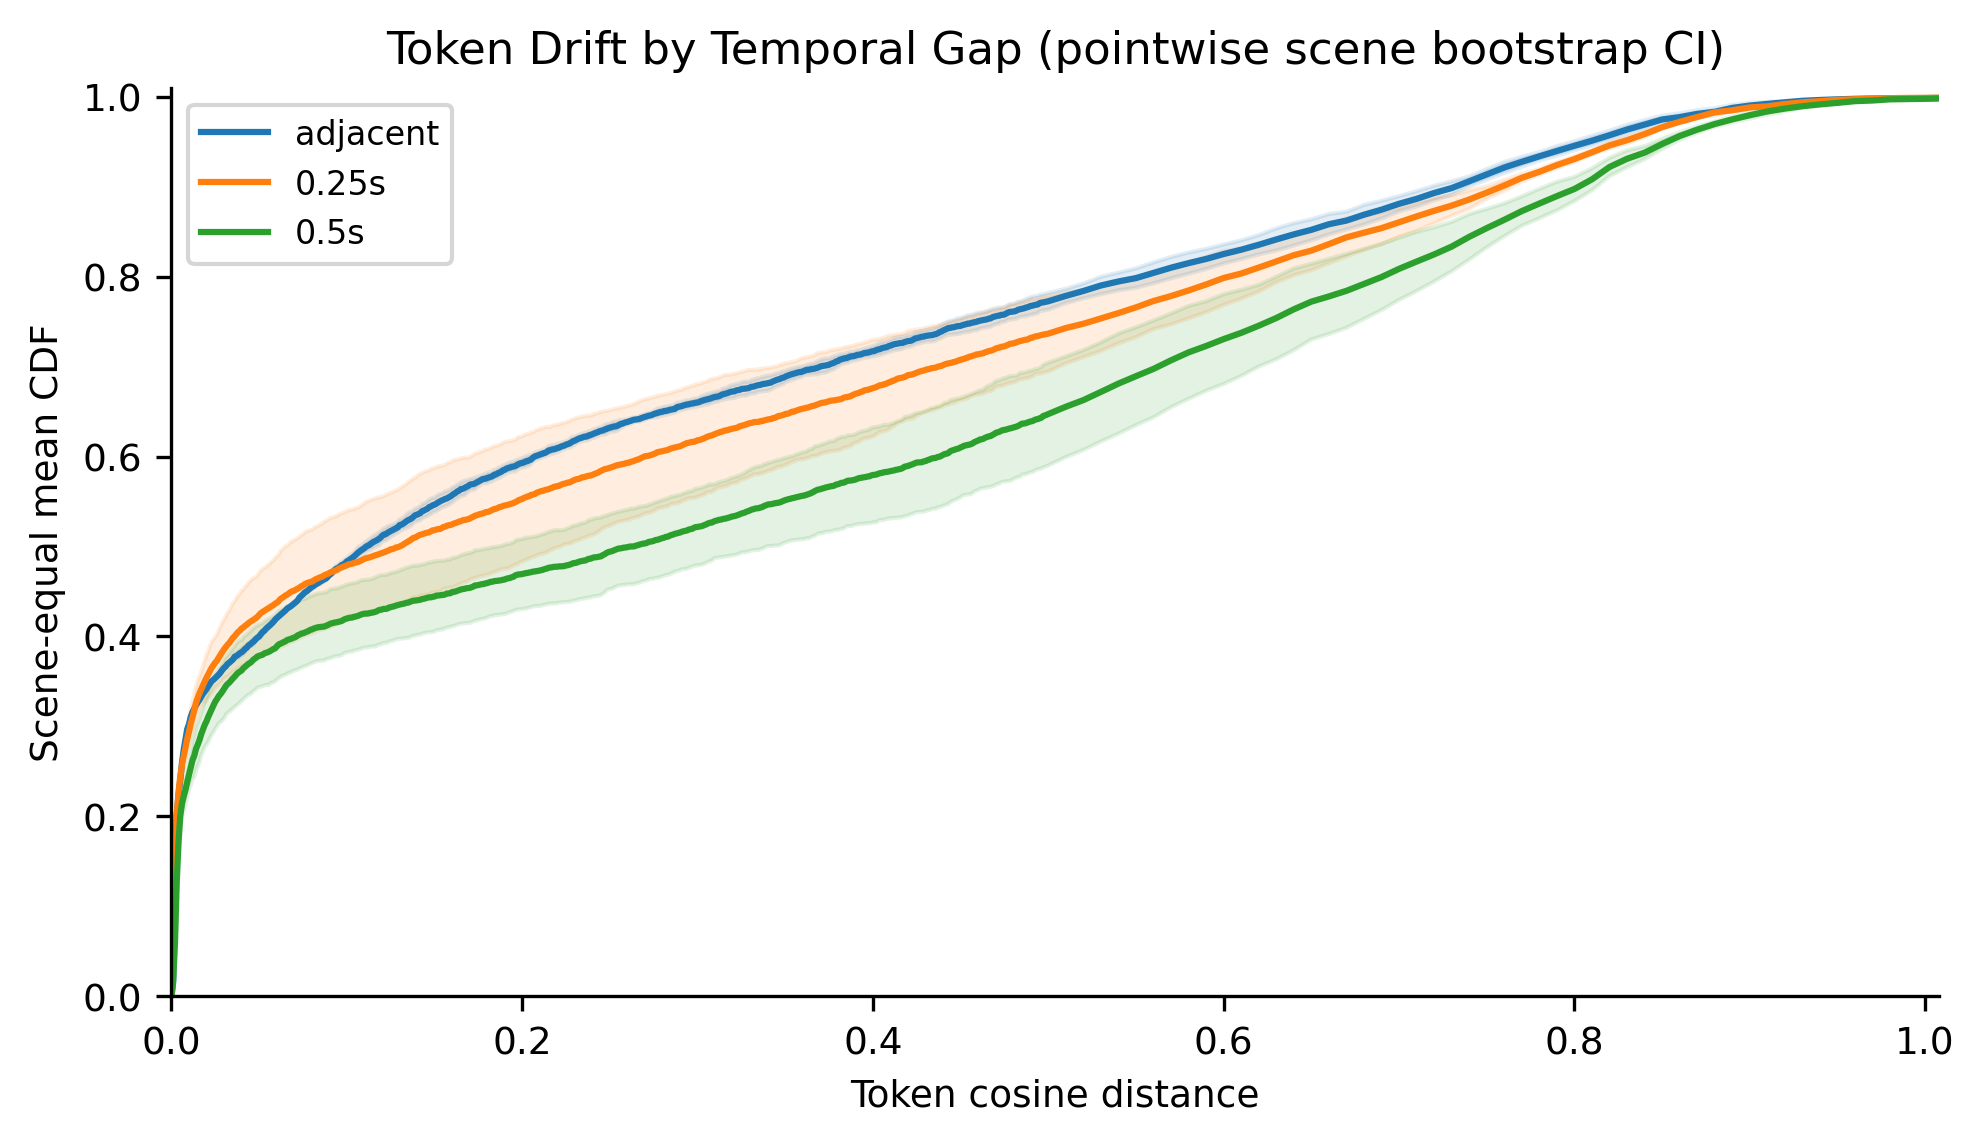 Token Drift by Temporal Gap (pointwise scene bootstrap CI)
adjacent
0.25s
0.5s
Scene-equal mean CDF
1.0
0.8
0.6
0.4
0.2
0.0
0.0 0.2 0.4 0.6 0.8 1.0
Token cosine distance